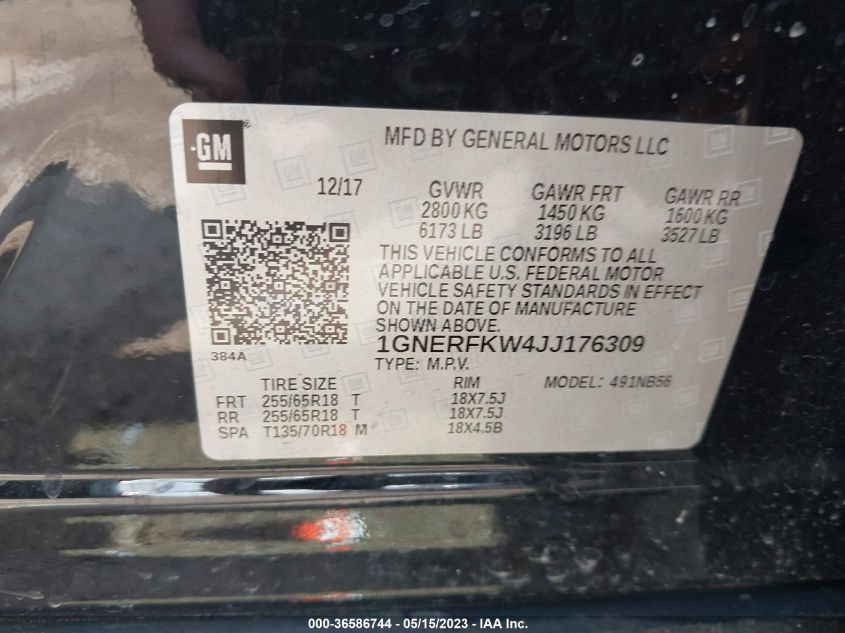 GM®
MFD BY GENERAL MOTORS LLC
12/17 GVWR GAWR FRT GAWR RR
2800 KG 1450 KG 1600 KG
6173 LB 3196 LB 3527 LB
THIS VEHICLE CONFORMS TO ALL
APPLICABLE U.S. FEDERAL MOTOR
VEHICLE SAFETY STANDARDS IN EFFECT
ON THE DATE OF MANUFACTURE
SHOWN ABOVE.
384A
1GNERFKW4JJ176309
TYPE: M.P.V.
TIRE SIZE RIM MODEL: 491NB56
FRT 255/65R18 T 18X7.5J
RR 255/65R18 T 18X7.5J
SPA T135/70R18 M 18X4.5B
000-36586744 - 05/15/2023 - IAA Inc.